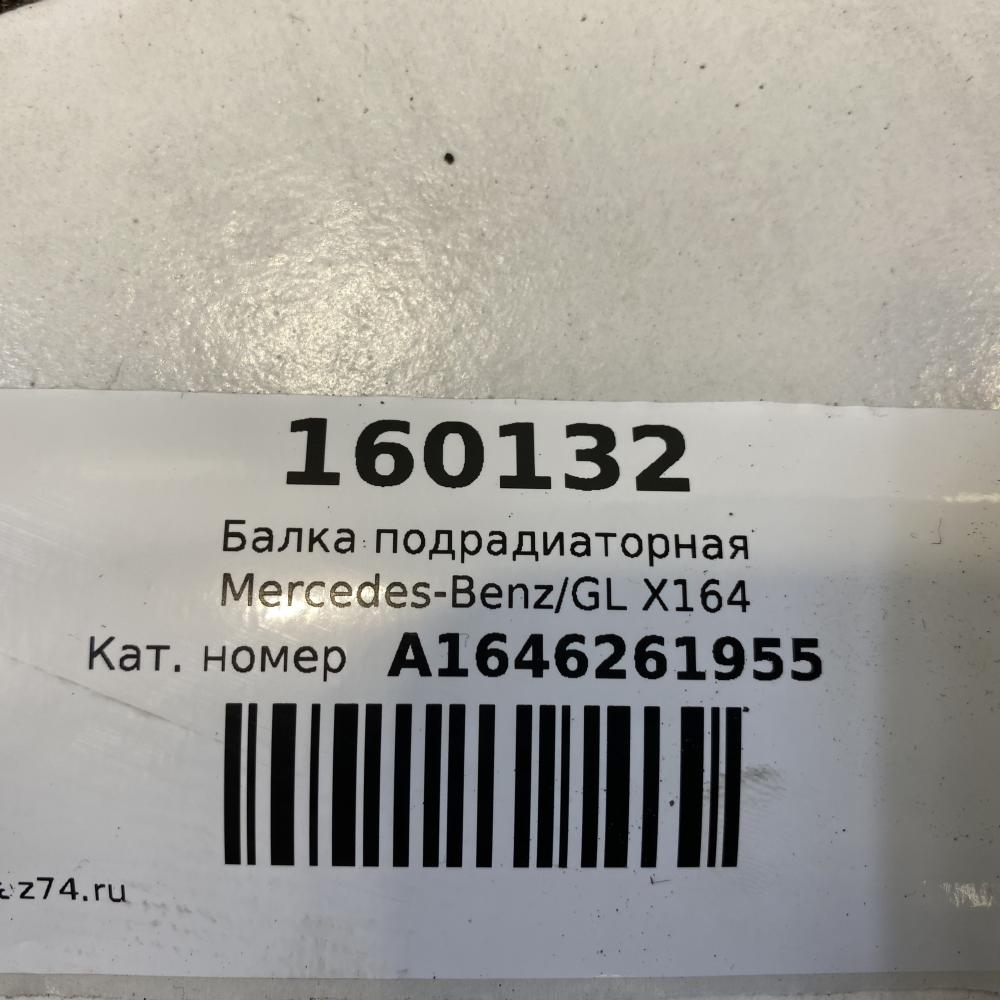 160132
Балка подрадиаторная
Mercedes-Benz/GL X164
Кат. номер A1646261955
z74.ru